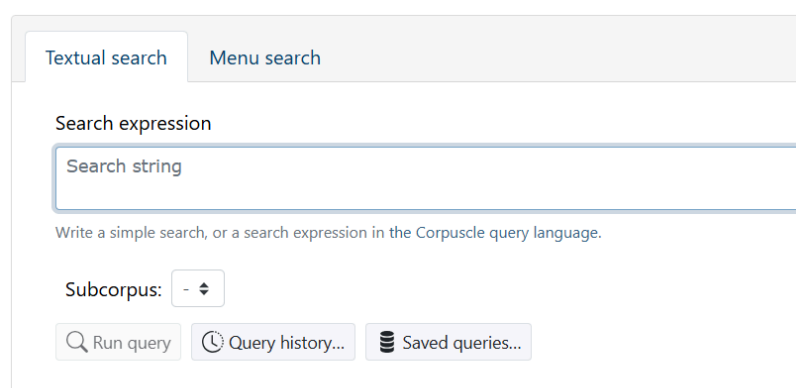 Textual search Menu search
Search expression
Search string
Write a simple search, or a search expression in the Corpuscle query language.
Subcorpus: -
Run query Query history... Saved queries...